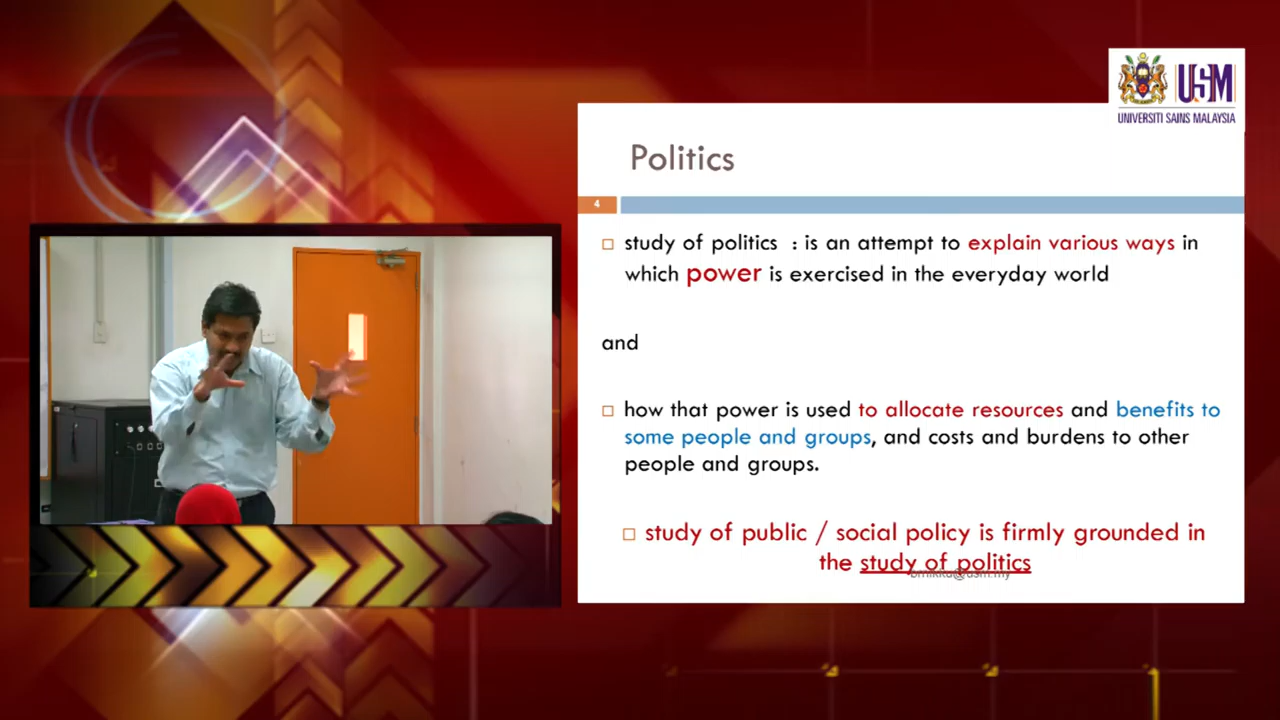 USM
UNIVERSITI SAINS MALAYSIA
Politics
4
study of politics : is an attempt to explain various ways in
which power is exercised in the everyday world
and
how that power is used to allocate resources and benefits to
some people and groups, and costs and burdens to other
people and groups.
study of public / social policy is firmly grounded in
the study of politics